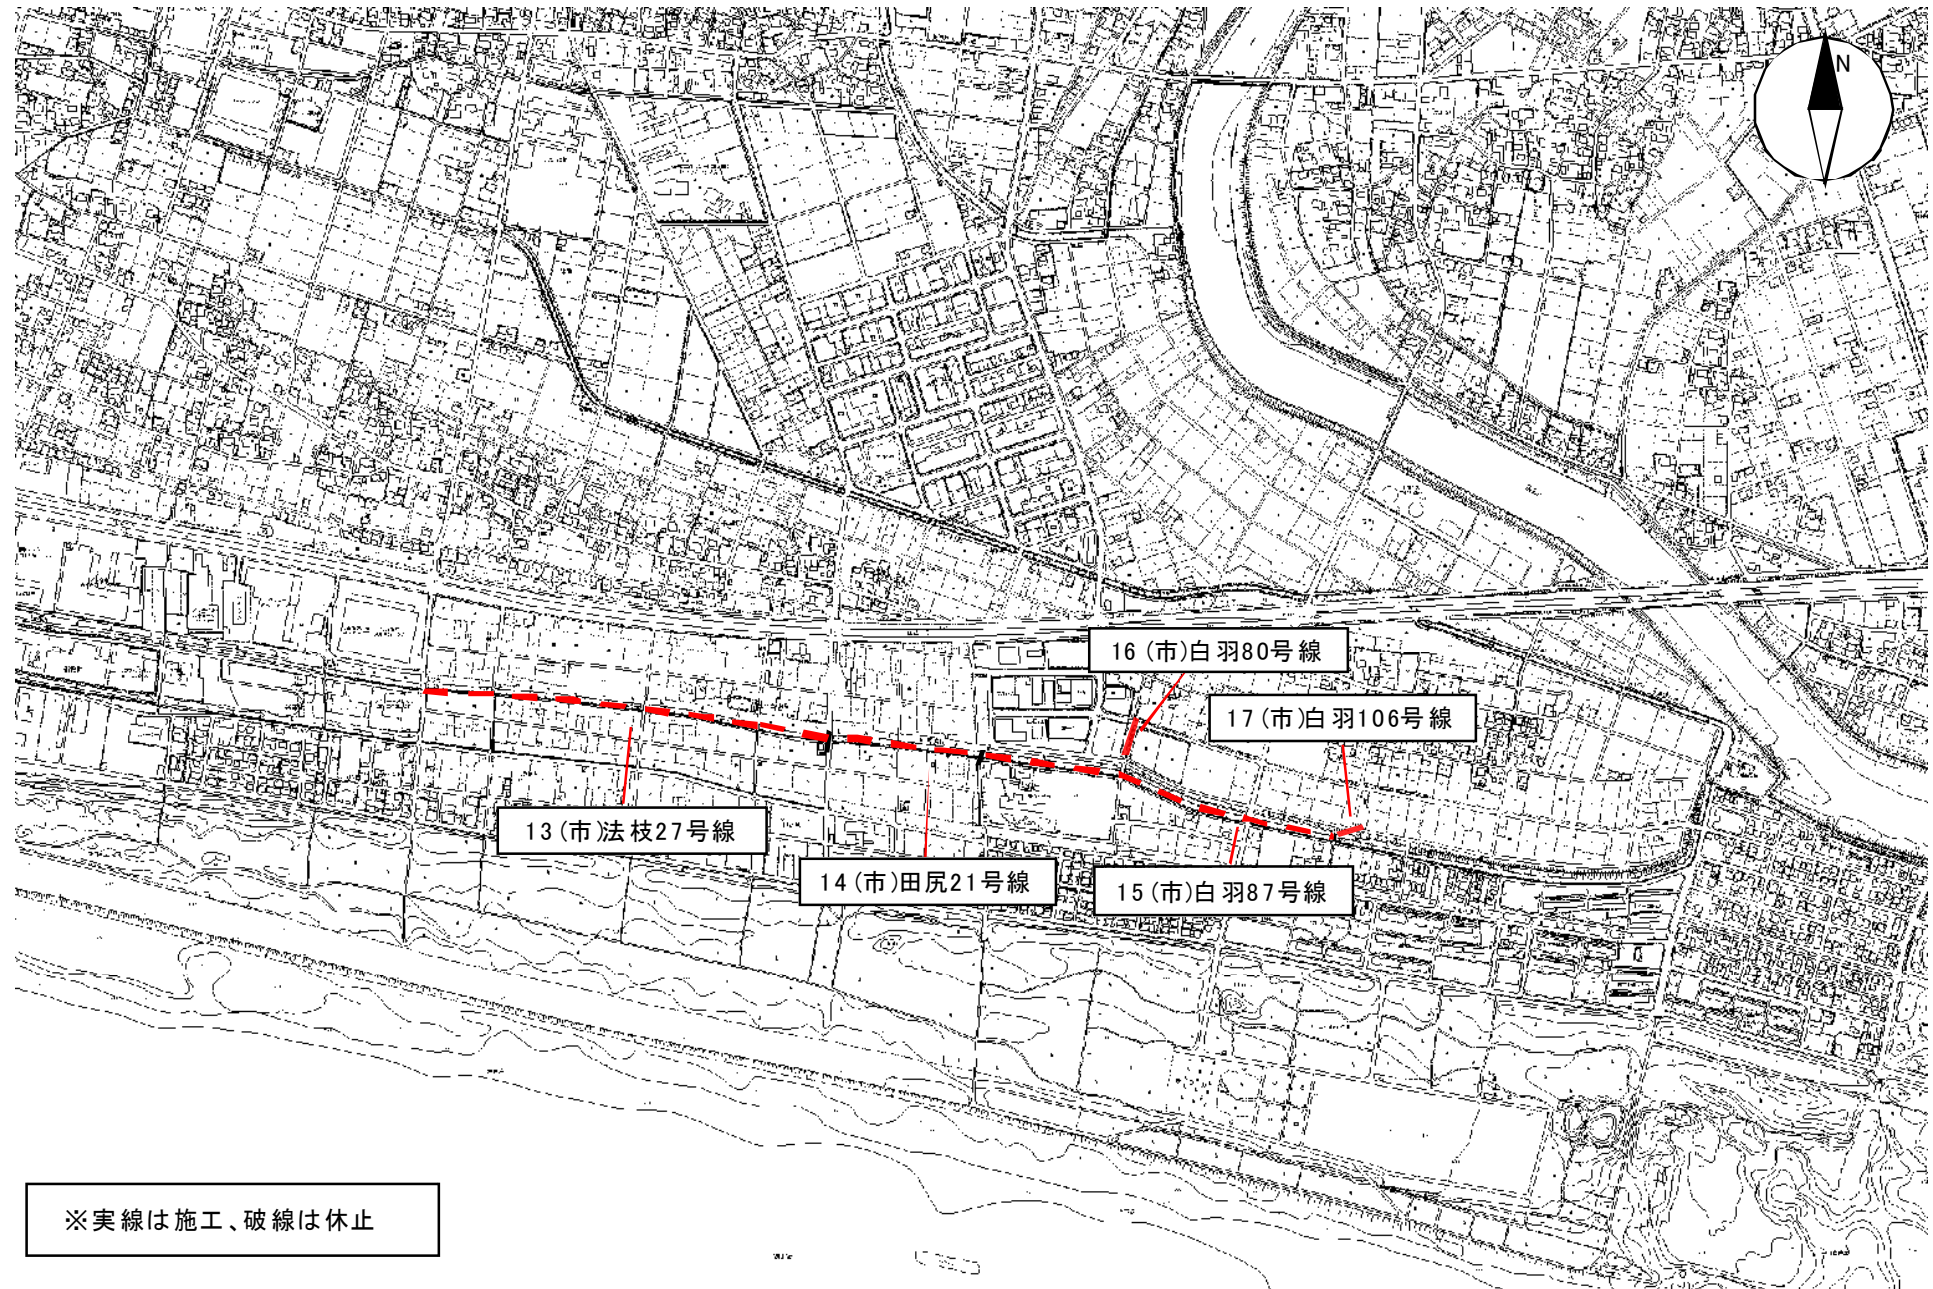 N
16 (市)白羽80号線
17 (市)白羽106号線
13 (市)法枝27号線
14 (市)田尻21号線
15 (市)白羽87号線
※実線は施工、破線は休止